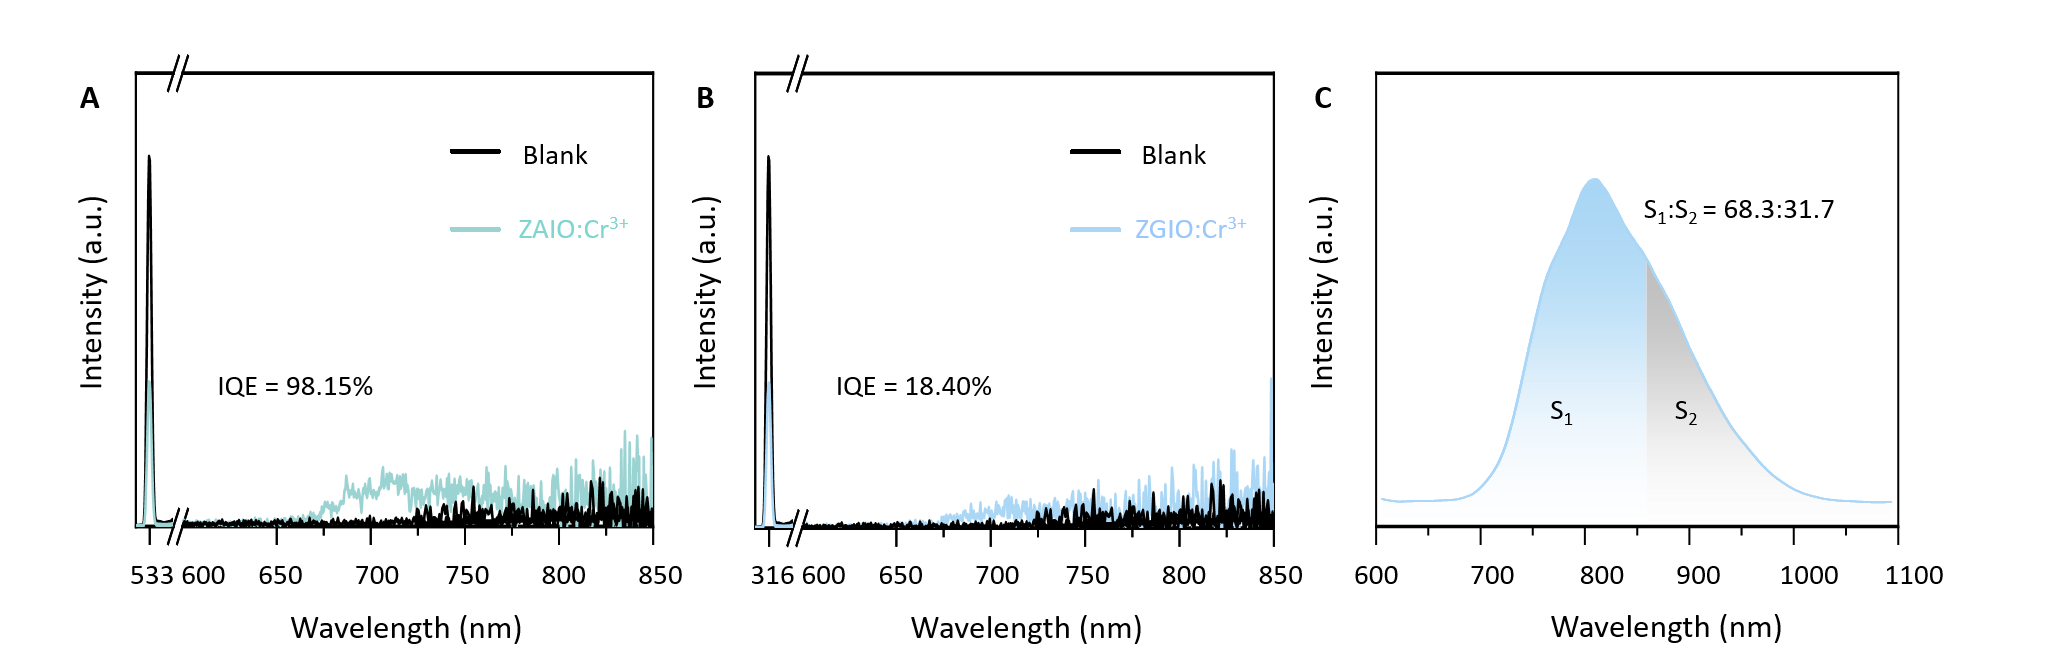 A
Blank
ZAIO:Cr³⁺
IQE = 98.15%
Intensity (a.u.)
533 600 650 700 750 800 850
Wavelength (nm)
B
Blank
ZGIO:Cr³⁺
IQE = 18.40%
Intensity (a.u.)
316 600 650 700 750 800 850
Wavelength (nm)
C
S₁:S₂ = 68.3:31.7
S₁ S₂
Intensity (a.u.)
600 700 800 900 1000 1100
Wavelength (nm)